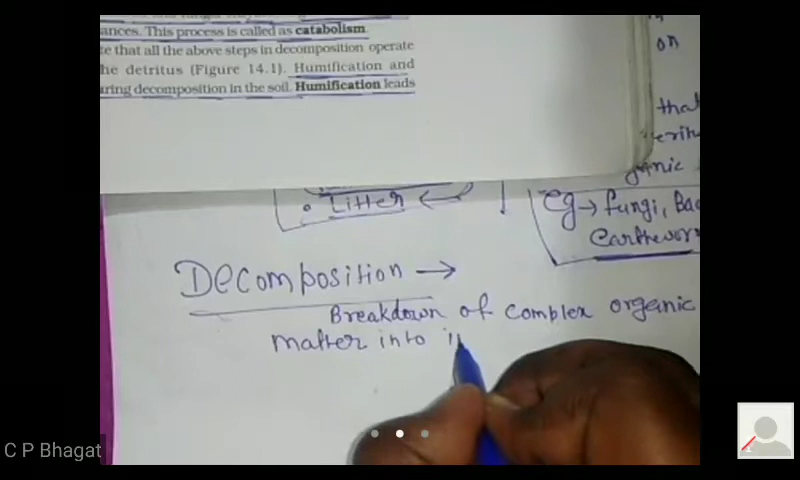 ances. This process is called as catabolism.
te that all the above steps in decomposition operate
he detritus (Figure 14.1). Humification and
uring decomposition in the soil. Humification leads
on
that
Litter
Eg → fungi, Bac
Earthwor
Decomposition →
Breakdown of complex organic
Matter into i
C P Bhagat